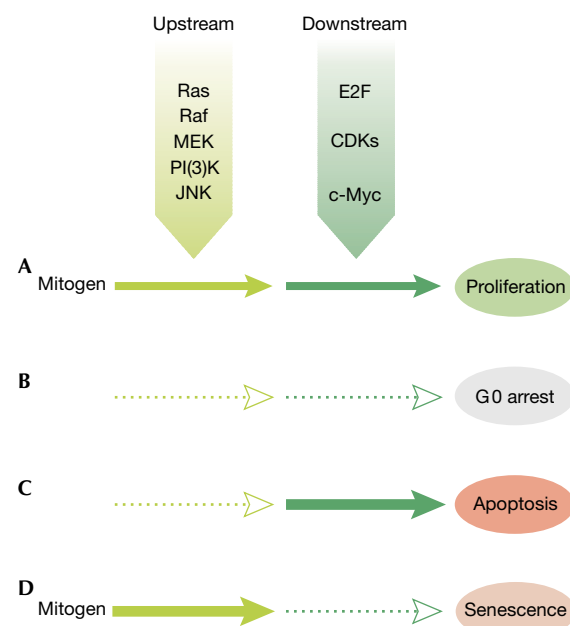 Upstream Downstream
Ras
Raf
MEK
PI(3)K
JNK
E2F
CDKs
c-Myc
A
Mitogen Proliferation
B
G0 arrest
C
Apoptosis
D
Mitogen Senescence